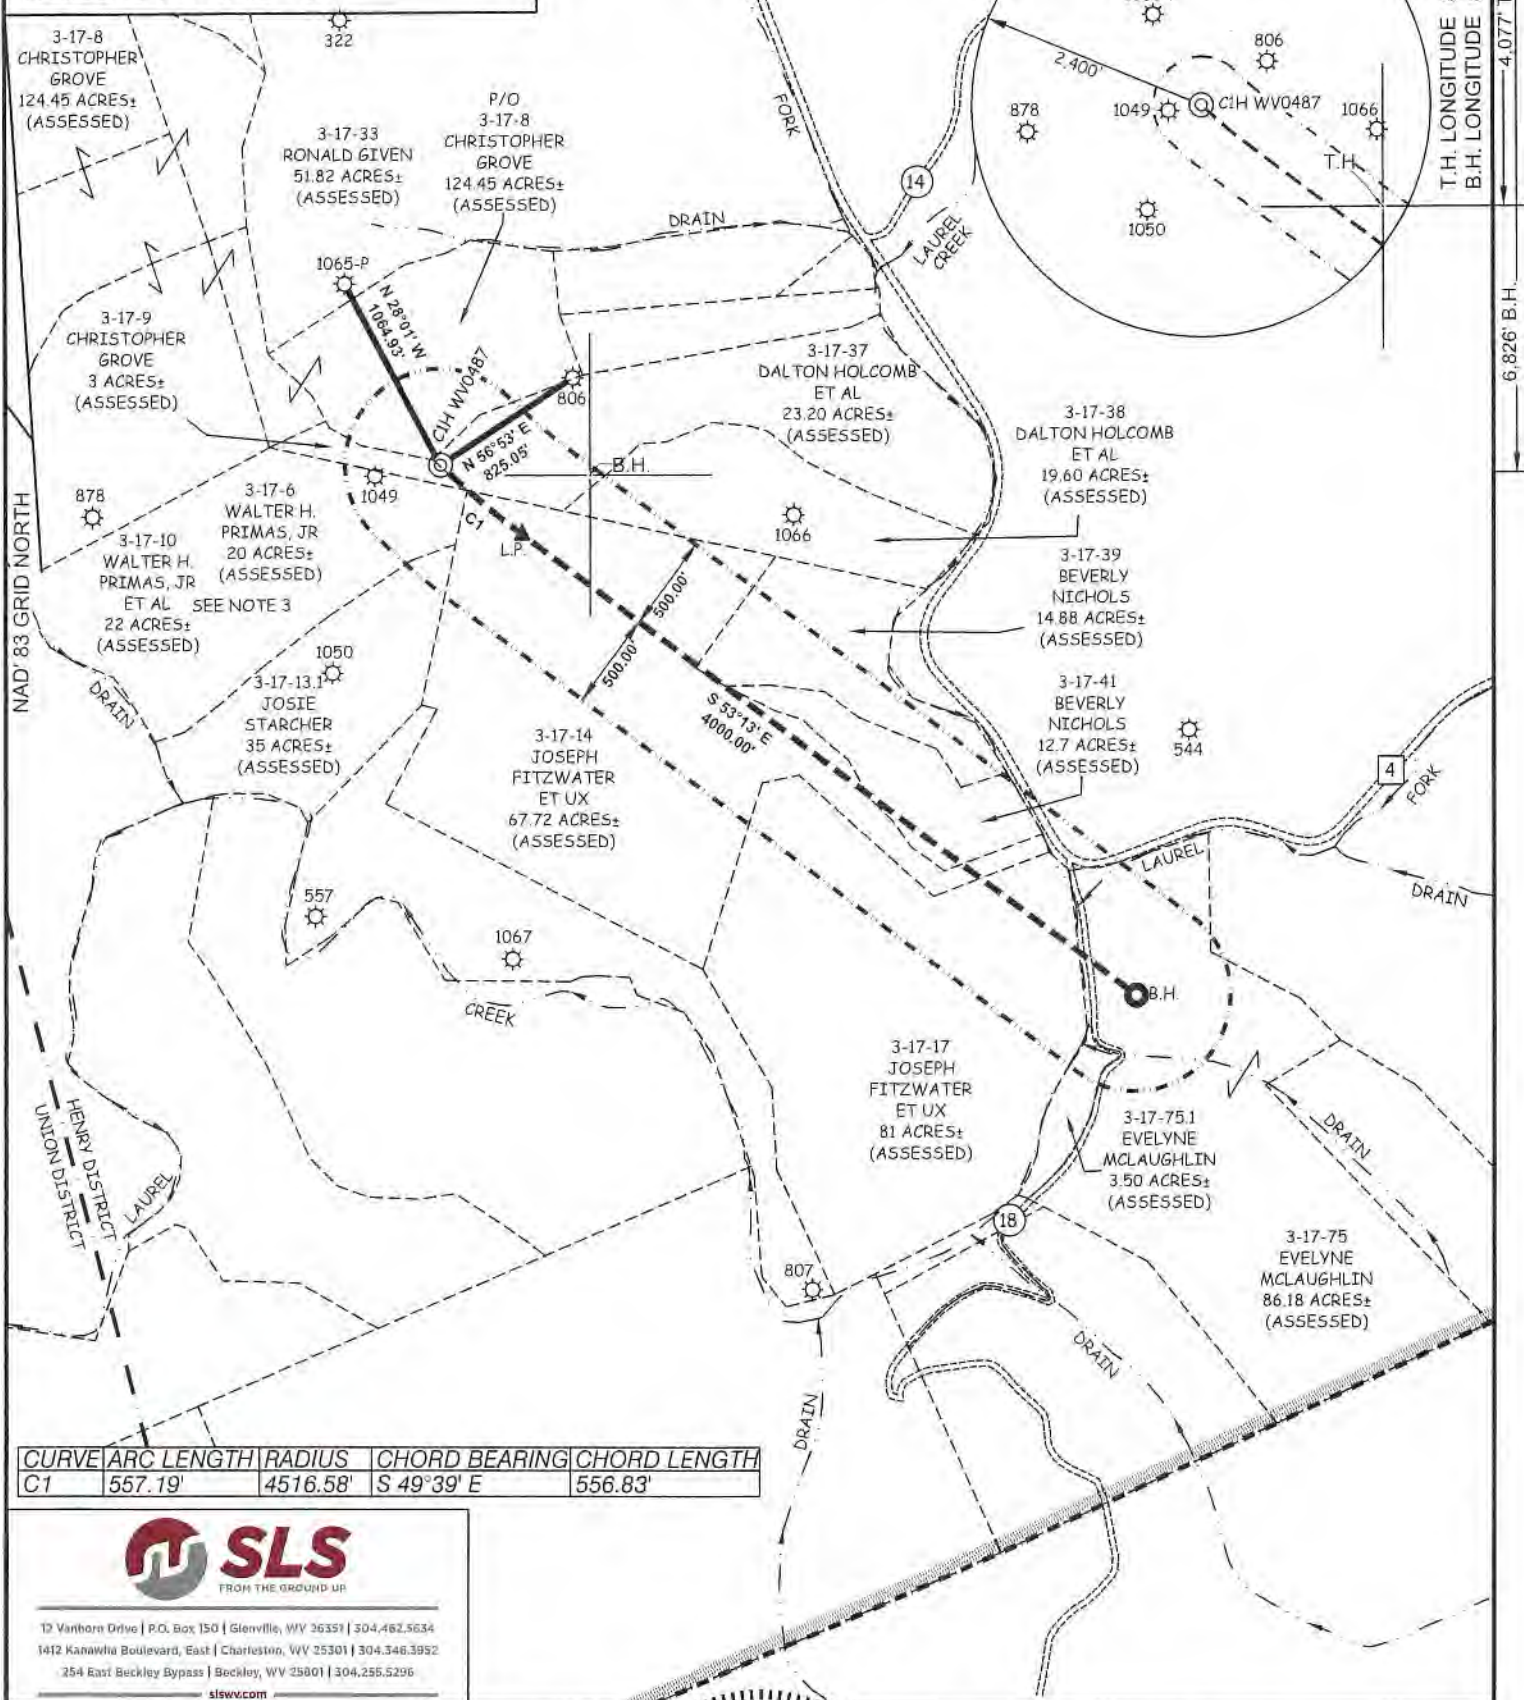 3-17-8
CHRISTOPHER
GROVE
124.45 ACRES±
(ASSESSED)
322
3-17-33
RONALD GIVEN
51.82 ACRES±
(ASSESSED)
P/O
3-17-8
CHRISTOPHER
GROVE
124.45 ACRES±
(ASSESSED)
FORK
14
LAUREL
CREEK
DRAIN
2,400'
806
878
1049
C1H WV0487
1066
T.H.
1050
T.H. LONGITUDE
B.H. LONGITUDE
4,077' T
6,826' B.H.
1065-P
N 28°01' W
1064.93'
3-17-9
CHRISTOPHER
GROVE
3 ACRES±
(ASSESSED)
C1H WV0487
806
N 56°53' E
825.05'
B.H.
3-17-37
DALTON HOLCOMB
ET AL
23.20 ACRES±
(ASSESSED)
3-17-38
DALTON HOLCOMB
ET AL
19.60 ACRES±
(ASSESSED)
878
3-17-6
WALTER H.
PRIMAS, JR
20 ACRES±
(ASSESSED)
1049
C1
L.P.
1066
3-17-10
WALTER H.
PRIMAS, JR
ET AL
22 ACRES±
(ASSESSED)
SEE NOTE 3
NAD'83 GRID NORTH
500.00'
500.00'
3-17-39
BEVERLY
NICHOLS
14.88 ACRES±
(ASSESSED)
1050
3-17-13.1
JOSIE
STARCHER
35 ACRES±
(ASSESSED)
DRAIN
3-17-14
JOSEPH
FITZWATER
ET UX
67.72 ACRES±
(ASSESSED)
S 53°13' E
4000.00'
3-17-41
BEVERLY
NICHOLS
12.7 ACRES±
(ASSESSED)
544
4
FORK
LAUREL
DRAIN
557
1067
CREEK
B.H.
3-17-17
JOSEPH
FITZWATER
ET UX
81 ACRES±
(ASSESSED)
3-17-75.1
EVELYNE
MCLAUGHLIN
3.50 ACRES±
(ASSESSED)
DRAIN
HENRY DISTRICT
UNION DISTRICT
LAUREL
18
3-17-75
EVELYNE
MCLAUGHLIN
86.18 ACRES±
(ASSESSED)
807
DRAIN
DRAIN
CURVE ARC LENGTH RADIUS CHORD BEARING CHORD LENGTH
C1 557.19' 4516.58' S 49°39' E 556.83'
SLS
FROM THE GROUND UP
12 Vanhorn Drive | P.O. Box 150 | Glenville, WV 26351 | 304.462.5634
1412 Kanawha Boulevard, East | Charleston, WV 25301 | 304.346.3952
254 East Beckley Bypass | Beckley, WV 25801 | 304.255.5296
slswv.com